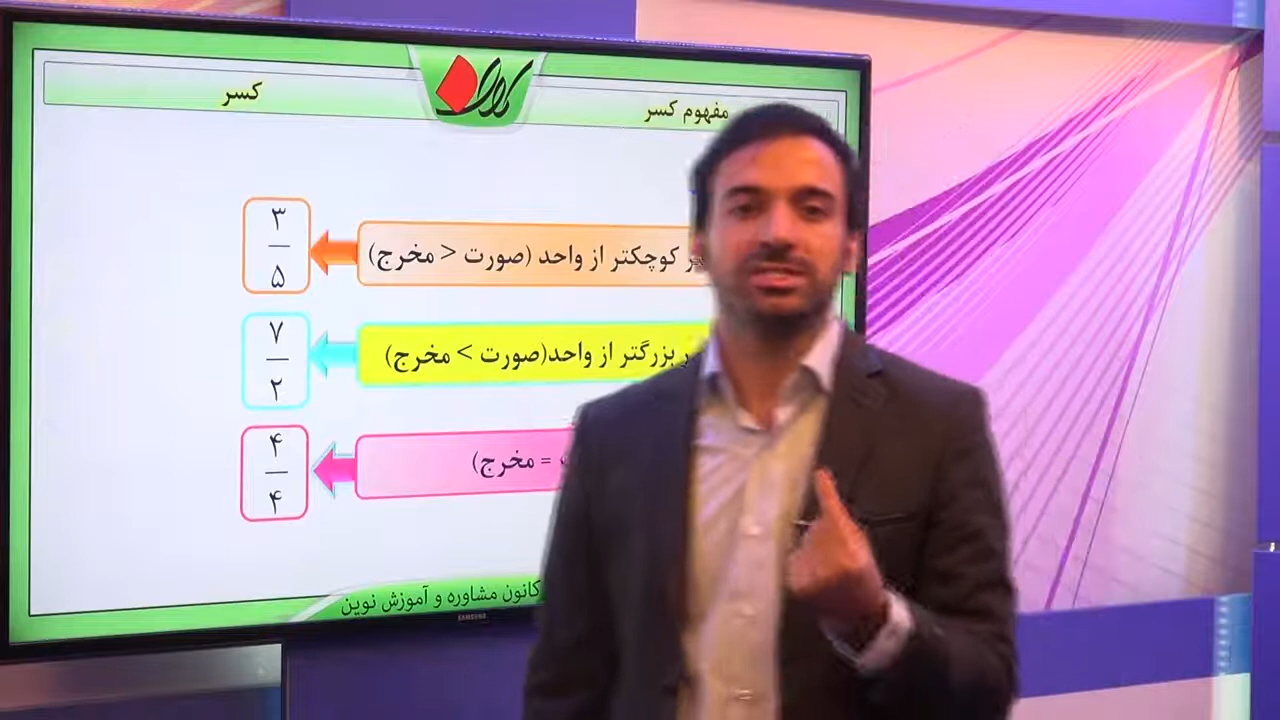 مفهوم کسر
کسر
کوچکتر از واحد (صورت < مخرج)
۳
۵
بزرگتر از واحد(صورت > مخرج)
۷
۲
= مخرج)
۴
۴
کانون مشاوره و آموزش نوین
SAMSUNG